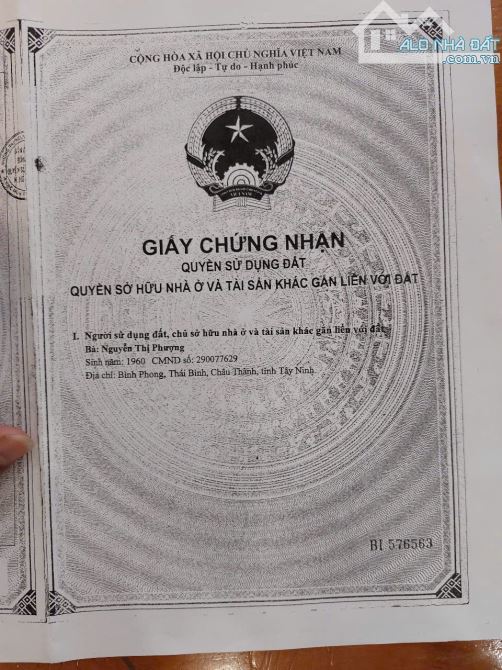 ALO NHÀ ĐẤT
.com.vn
CỘNG HÒA XÃ HỘI CHỦ NGHĨA VIỆT NAM
Độc lập - Tự do - Hạnh phúc
VIỆT NAM
GIẤY CHỨNG NHẬN
QUYỀN SỬ DỤNG ĐẤT
QUYỀN SỞ HỮU NHÀ Ở VÀ TÀI SẢN KHÁC GẮN LIỀN VỚI ĐẤT
I. Người sử dụng đất, chủ sở hữu nhà ở và tài sản khác gắn liền với đất
Bà: Nguyễn Thị Phượng
Sinh năm: 1960 CMND số: 290077629
Địa chỉ: Bình Phong, Thái Bình, Châu Thành, tỉnh Tây Ninh
BI 576563